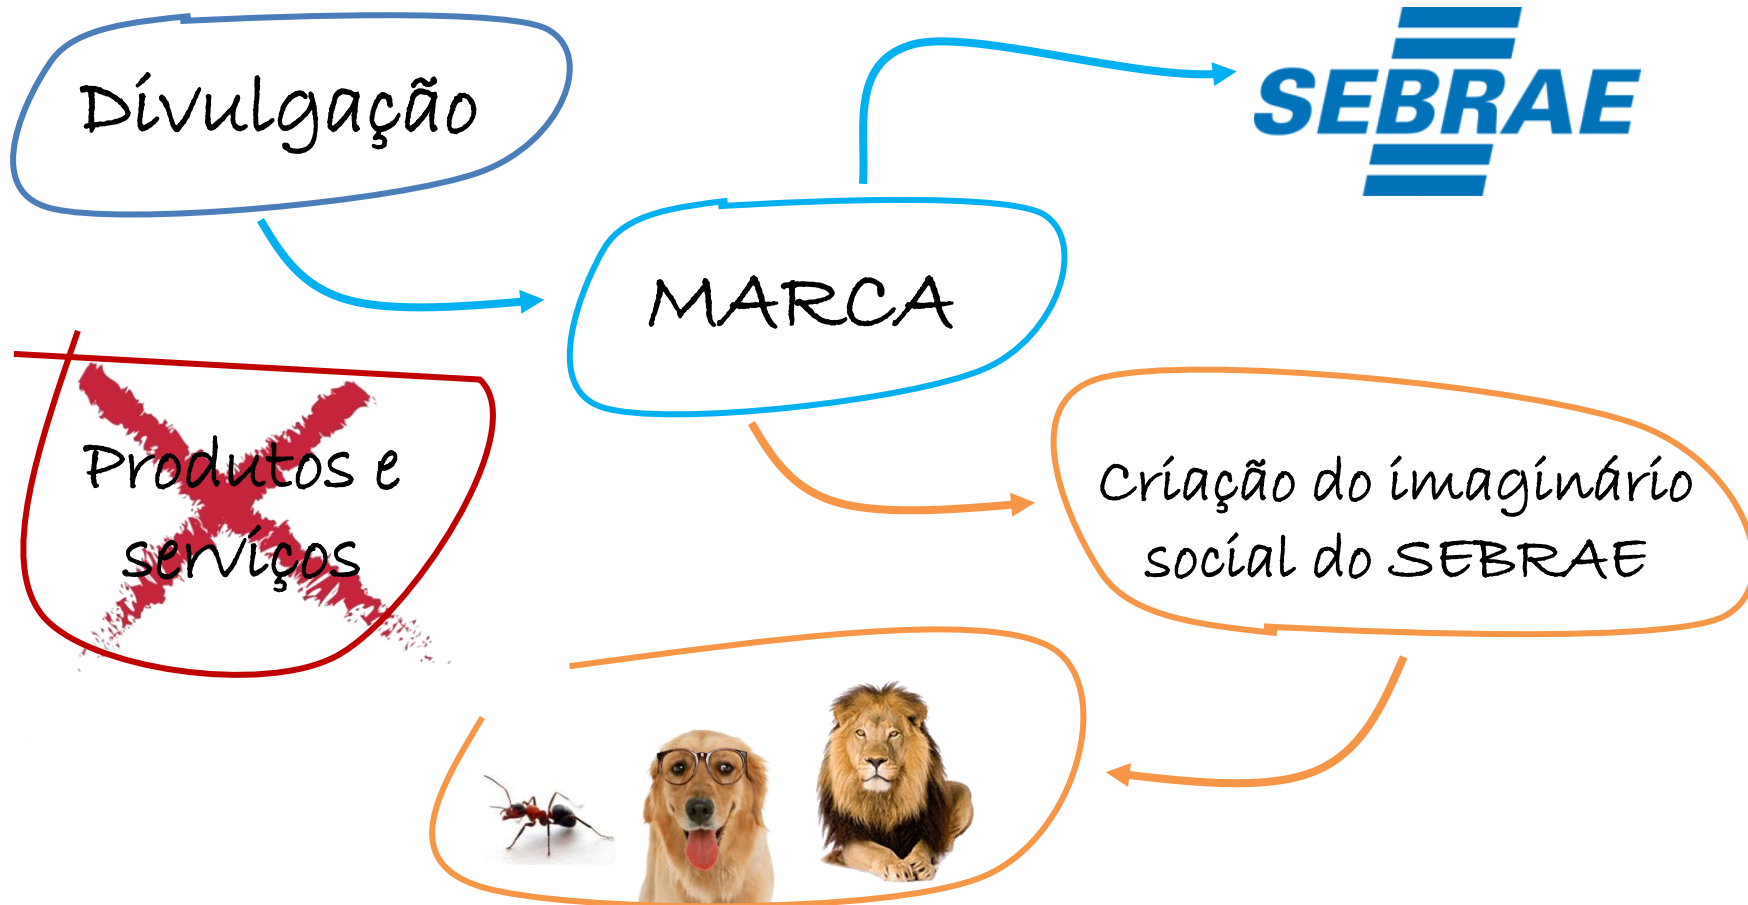 Divulgação
SEBRAE
MARCA
Produtos e
serviços
Criação do imaginário
social do SEBRAE